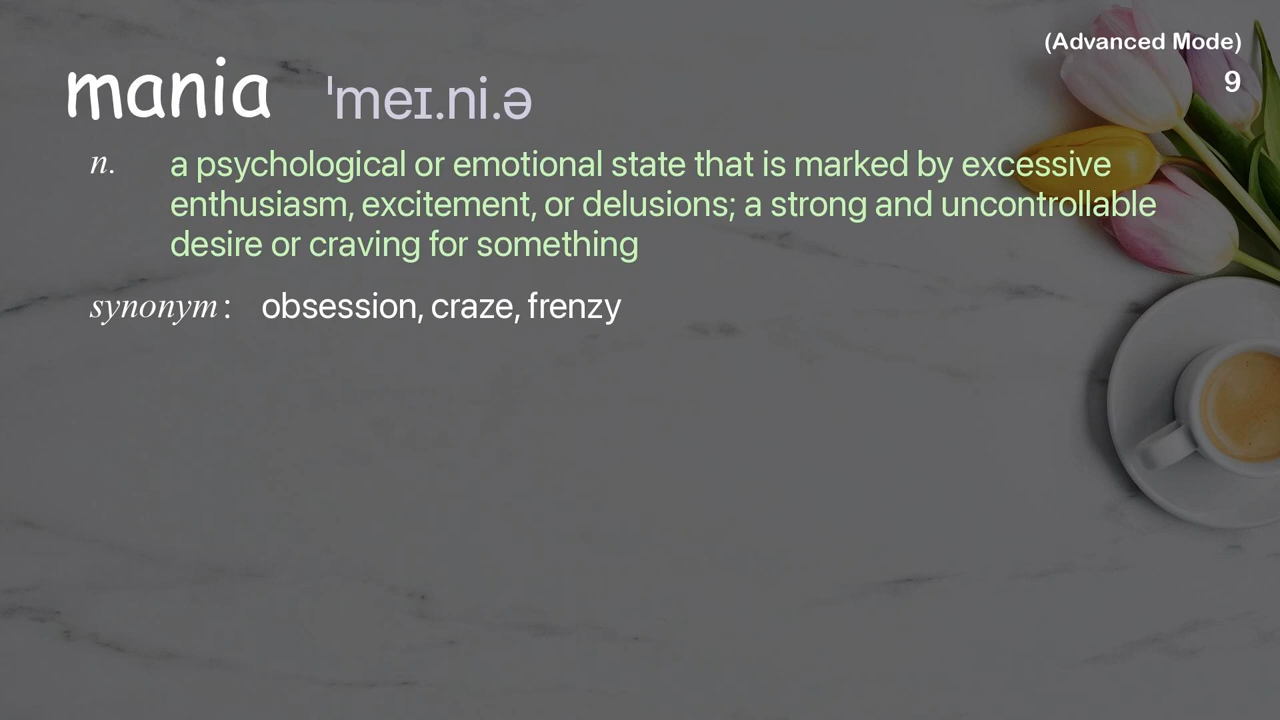 (Advanced Mode)
9
mania ˈmeɪ.ni.ə
n. a psychological or emotional state that is marked by excessive
enthusiasm, excitement, or delusions; a strong and uncontrollable
desire or craving for something
synonym : obsession, craze, frenzy